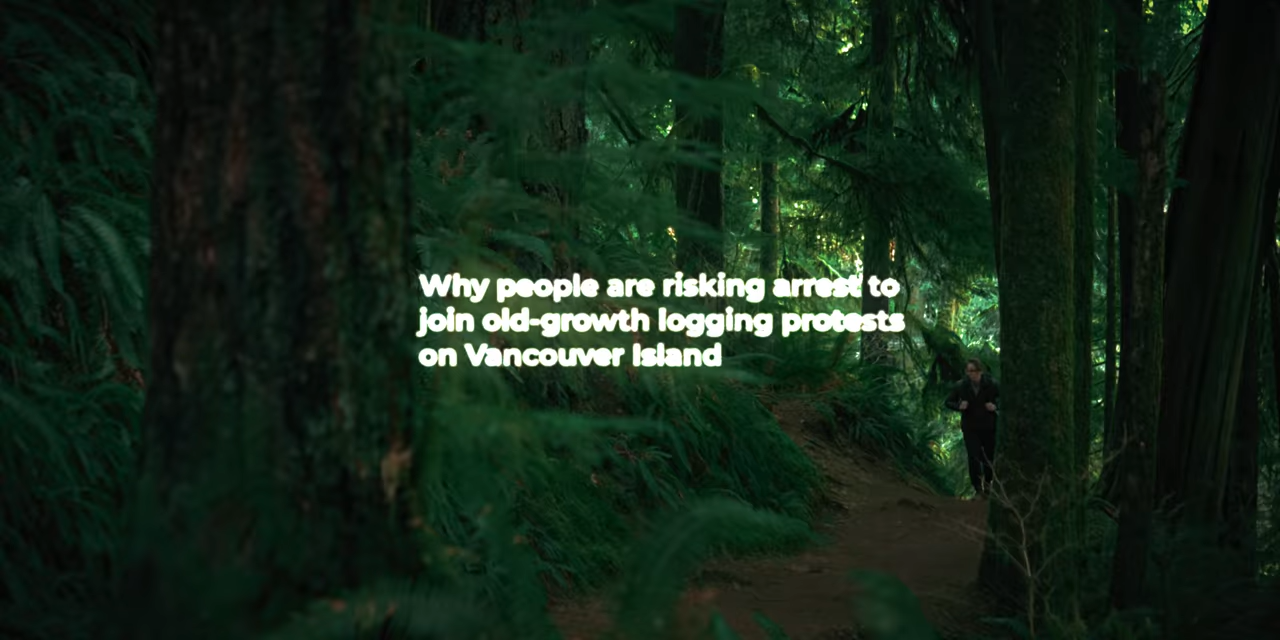 Why people are risking arrest to
join old-growth logging protests
on Vancouver Island